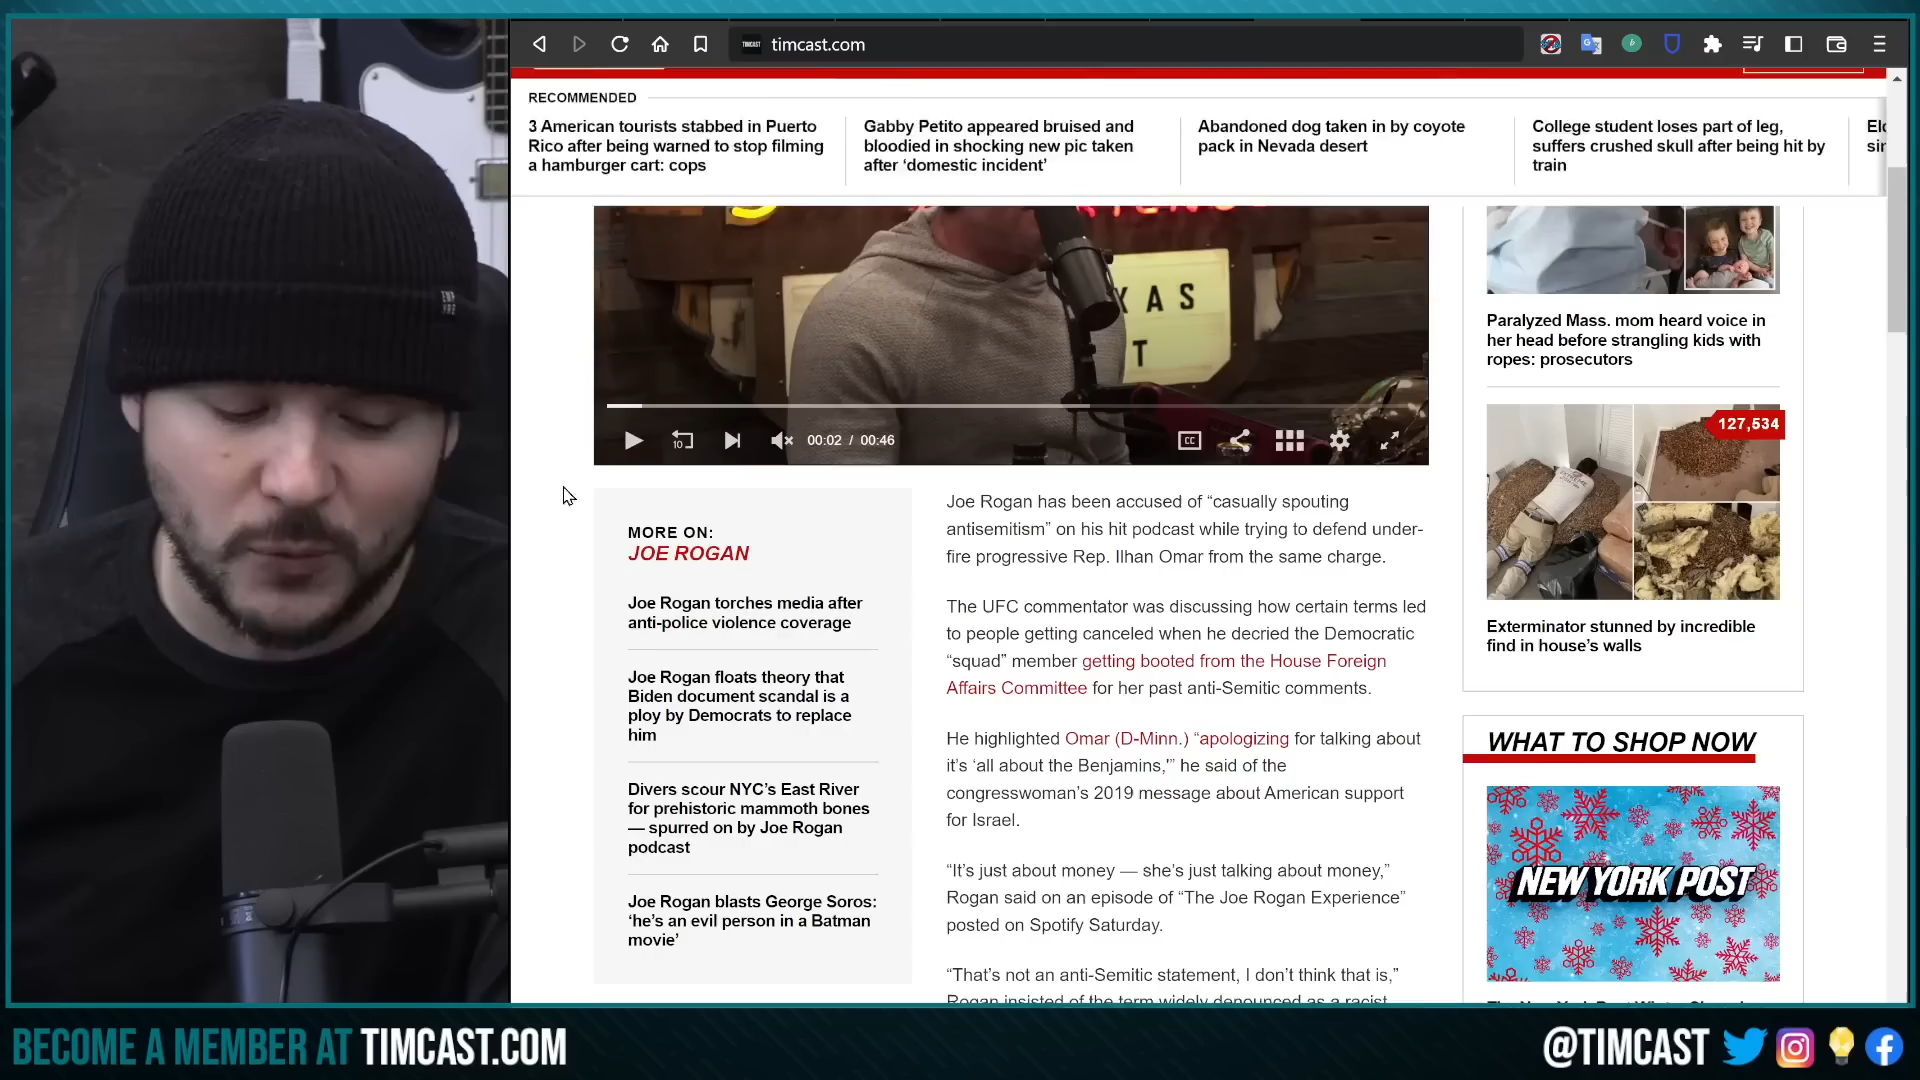 timcast.com
RECOMMENDED
3 American tourists stabbed in Puerto
Rico after being warned to stop filming
a hamburger cart: cops
Gabby Petito appeared bruised and
bloodied in shocking new pic taken
after ‘domestic incident’
Abandoned dog taken in by coyote
pack in Nevada desert
College student loses part of leg,
suffers crushed skull after being hit by
train
XAS
T
00:02 / 00:46
CC
10
MORE ON:
JOE ROGAN
Joe Rogan torches media after
anti-police violence coverage
Joe Rogan floats theory that
Biden document scandal is a
ploy by Democrats to replace
him
Divers scour NYC’s East River
for prehistoric mammoth bones
— spurred on by Joe Rogan
podcast
Joe Rogan blasts George Soros:
‘he’s an evil person in a Batman
movie’
Joe Rogan has been accused of “casually spouting
antisemitism” on his hit podcast while trying to defend under-
fire progressive Rep. Ilhan Omar from the same charge.
The UFC commentator was discussing how certain terms led
to people getting canceled when he decried the Democratic
“squad” member getting booted from the House Foreign
Affairs Committee for her past anti-Semitic comments.
He highlighted Omar (D-Minn.) “apologizing for talking about
it’s ‘all about the Benjamins,’” he said of the
congresswoman’s 2019 message about American support
for Israel.
“It’s just about money — she’s just talking about money,”
Rogan said on an episode of “The Joe Rogan Experience”
posted on Spotify Saturday.
“That’s not an anti-Semitic statement, I don’t think that is,”
Rogan insisted of the term widely denounced as a racist
Paralyzed Mass. mom heard voice in
her head before strangling kids with
ropes: prosecutors
127,534
Exterminator stunned by incredible
find in house’s walls
WHAT TO SHOP NOW
NEW YORK POST
BECOME A MEMBER AT TIMCAST.COM
@TIMCAST